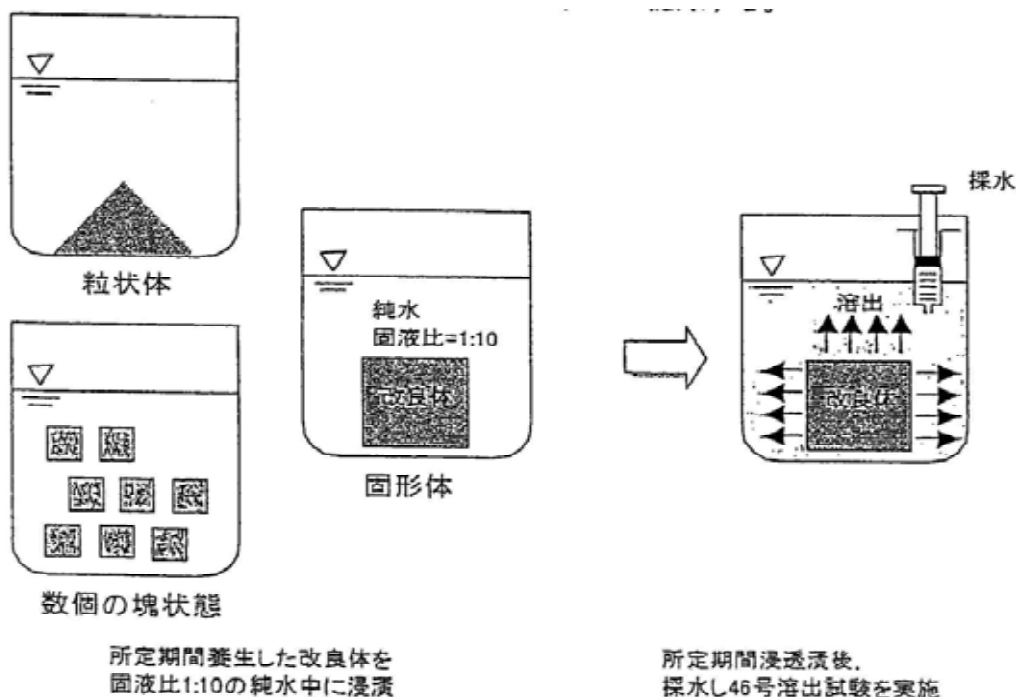 粒状体
数個の塊状態
純水
固液比=1:10
改良体
固形体
採水
溶出
改良体
所定期間養生した改良体を
固液比1:10の純水中に浸漬
所定期間浸透漬後,
採水し46号溶出試験を実施